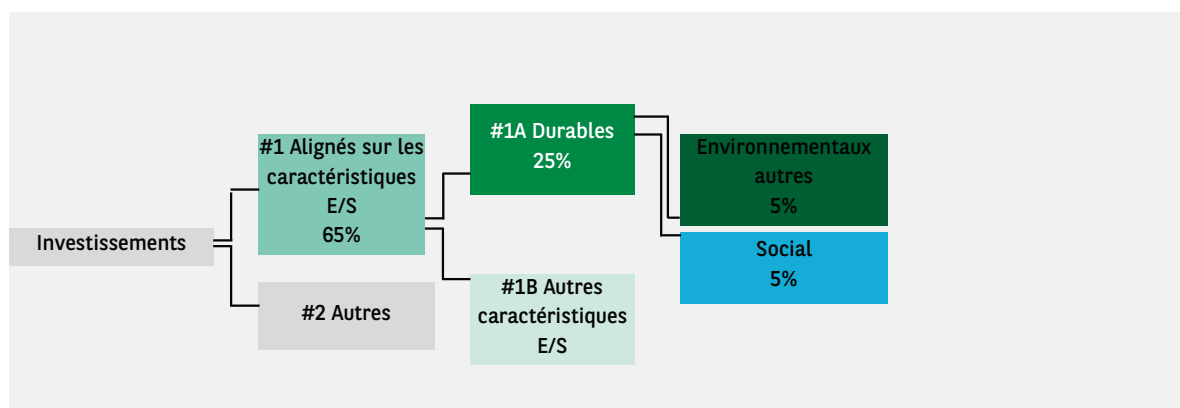 Investissements
#1 Alignés sur les
caractéristiques
E/S
65%
#2 Autres
#1A Durables
25%
#1B Autres
caractéristiques
E/S
Environnementaux
autres
5%
Social
5%